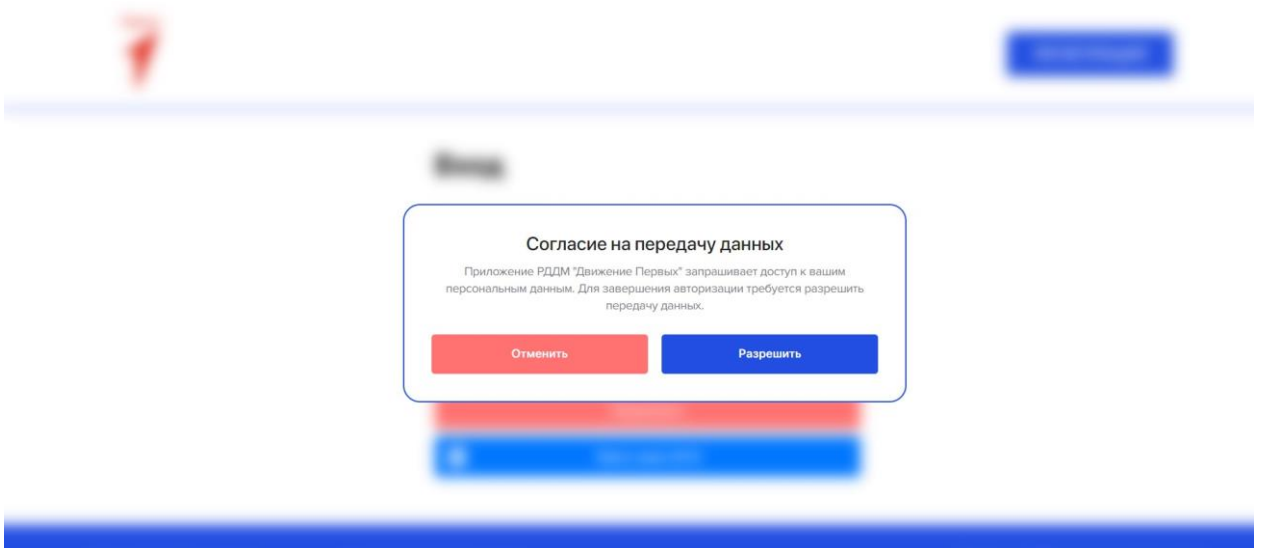 Вход
Согласие на передачу данных
Приложение РДДМ "Движение Первых" запрашивает доступ к вашим
персональным данным. Для завершения авторизации требуется разрешить
передачу данных.
Отменить
Разрешить